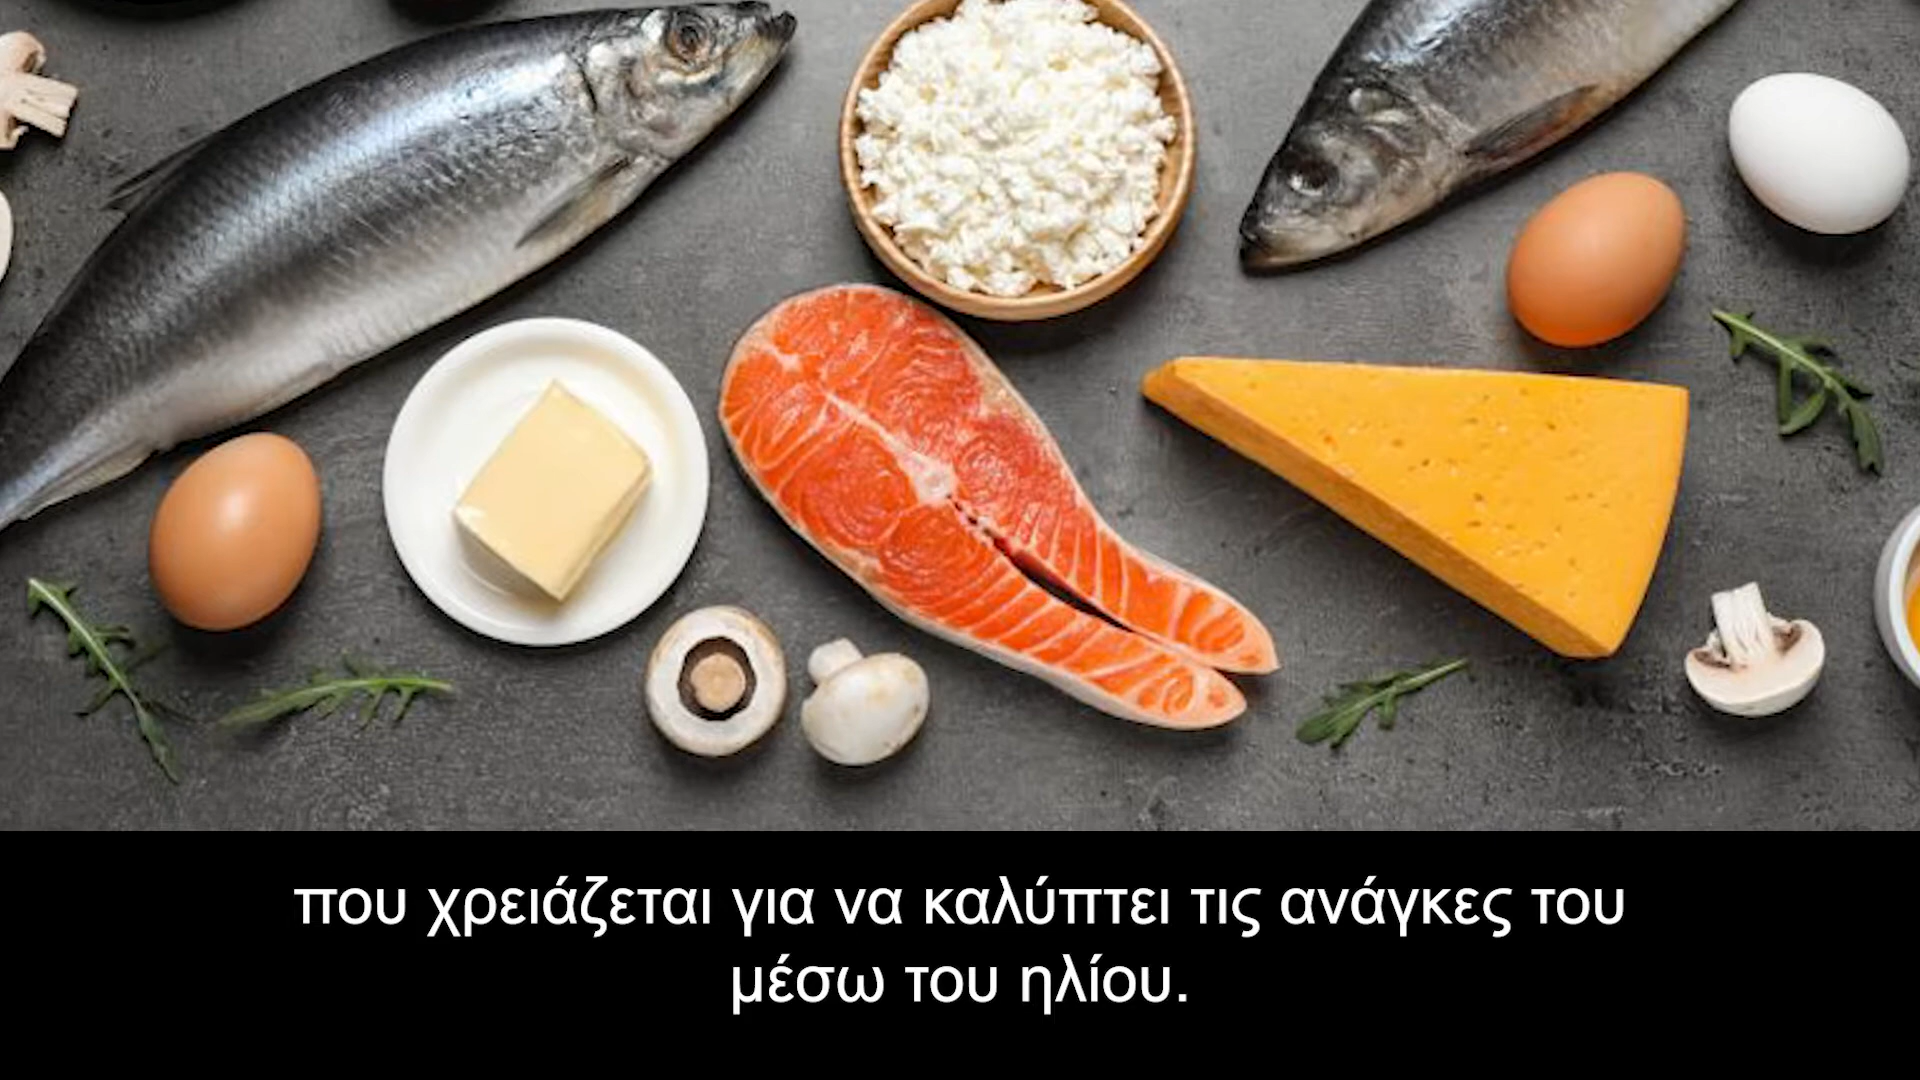 που χρειάζεται για να καλύπτει τις ανάγκες του
μέσω του ηλίου.